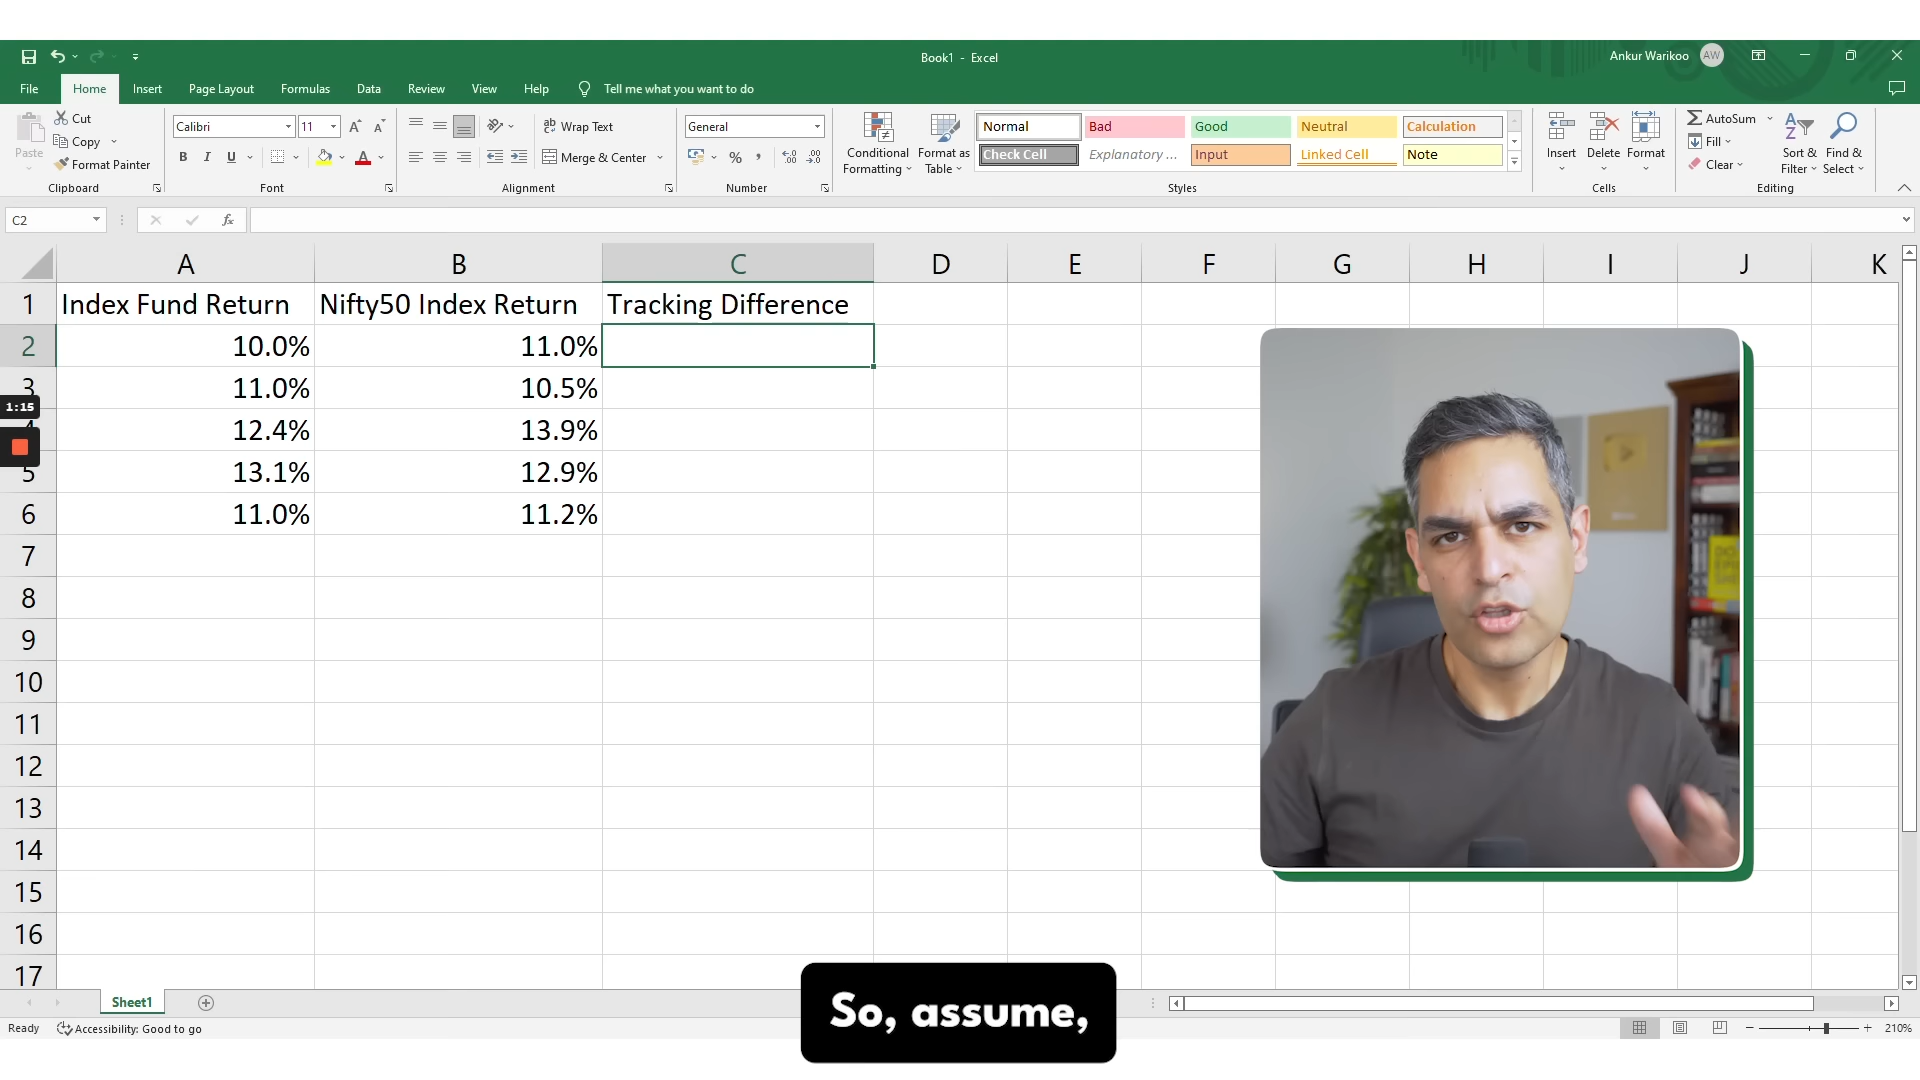 Book1 - Excel
Ankur Warikoo AW
File Home Insert Page Layout Formulas Data Review View Help Tell me what you want to do
Paste
Cut
Copy
Format Painter
Clipboard
Calibri 11
B I U
Font
Wrap Text
Merge & Center
Alignment
General
Number
Conditional Formatting
Format as Table
Normal Bad Good Neutral Calculation
Check Cell Explanatory ... Input Linked Cell Note
Styles
Insert Delete Format
Cells
AutoSum
Fill
Clear
Sort & Filter
Find & Select
Editing
C2 fx
A B C D E F G H I J K
1 Index Fund Return Nifty50 Index Return Tracking Difference
2 10.0% 11.0%
3 11.0% 10.5%
1:15
4 12.4% 13.9%
5 13.1% 12.9%
6 11.0% 11.2%
7
8
9
10
11
12
13
14
15
16
17
Sheet1
So, assume,
Ready Accessibility: Good to go 210%